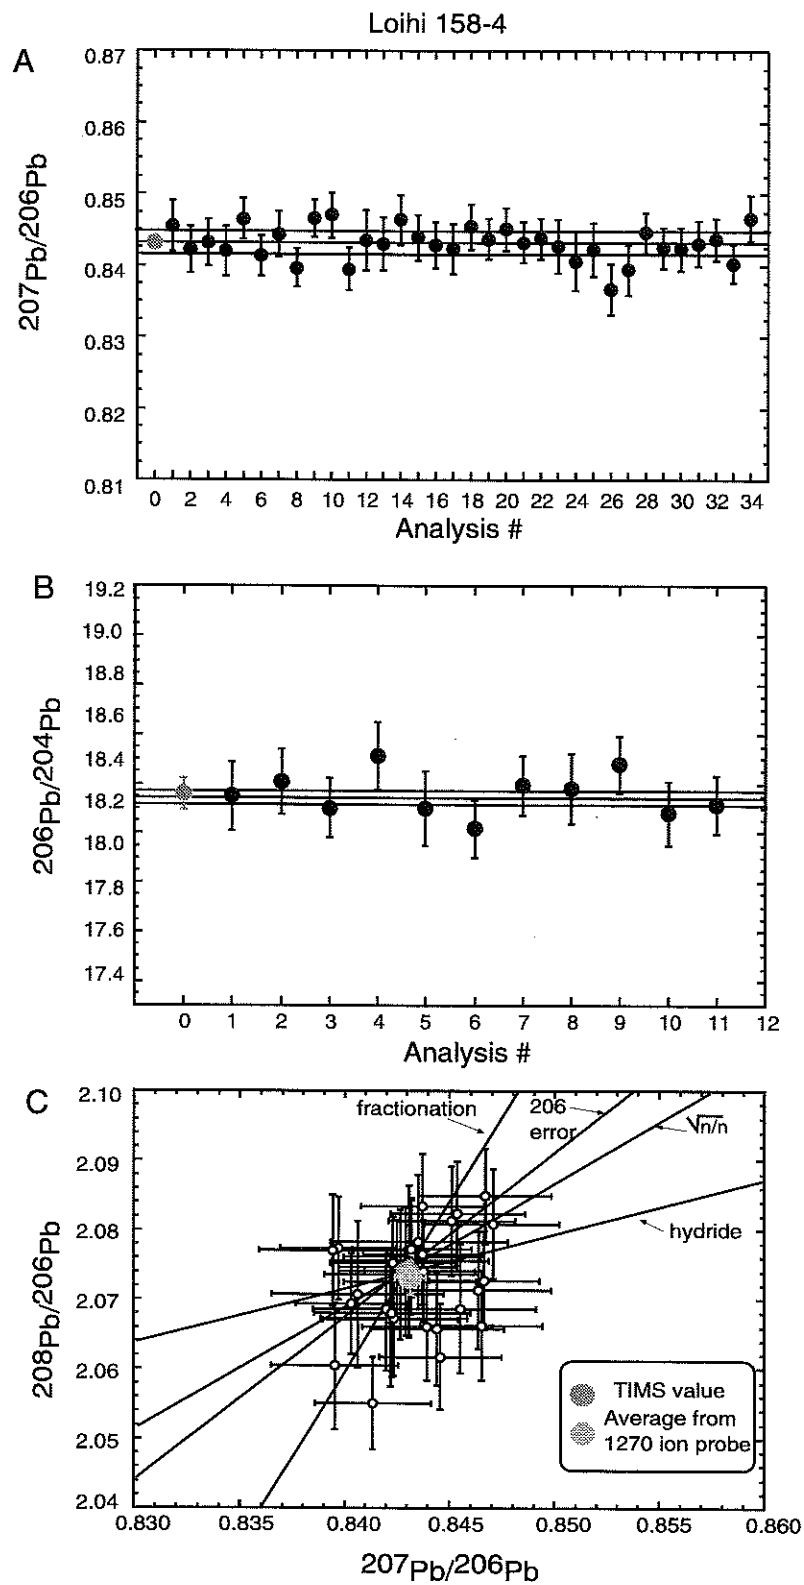 Loihi 158-4
A
0.87
0.86
0.85
0.84
0.83
0.82
0.81
207Pb/206Pb
0 2 4 6 8 10 12 14 16 18 20 22 24 26 28 30 32 34
Analysis #
B
19.2
19.0
18.8
18.6
18.4
18.2
18.0
17.8
17.6
17.4
206Pb/204Pb
0 1 2 3 4 5 6 7 8 9 10 11 12
Analysis #
C
2.10
2.09
2.08
2.07
2.06
2.05
2.04
208Pb/206Pb
fractionation
206
error
√n/n
hydride
TIMS value
Average from
1270 ion probe
0.830 0.835 0.840 0.845 0.850 0.855 0.860
207Pb/206Pb